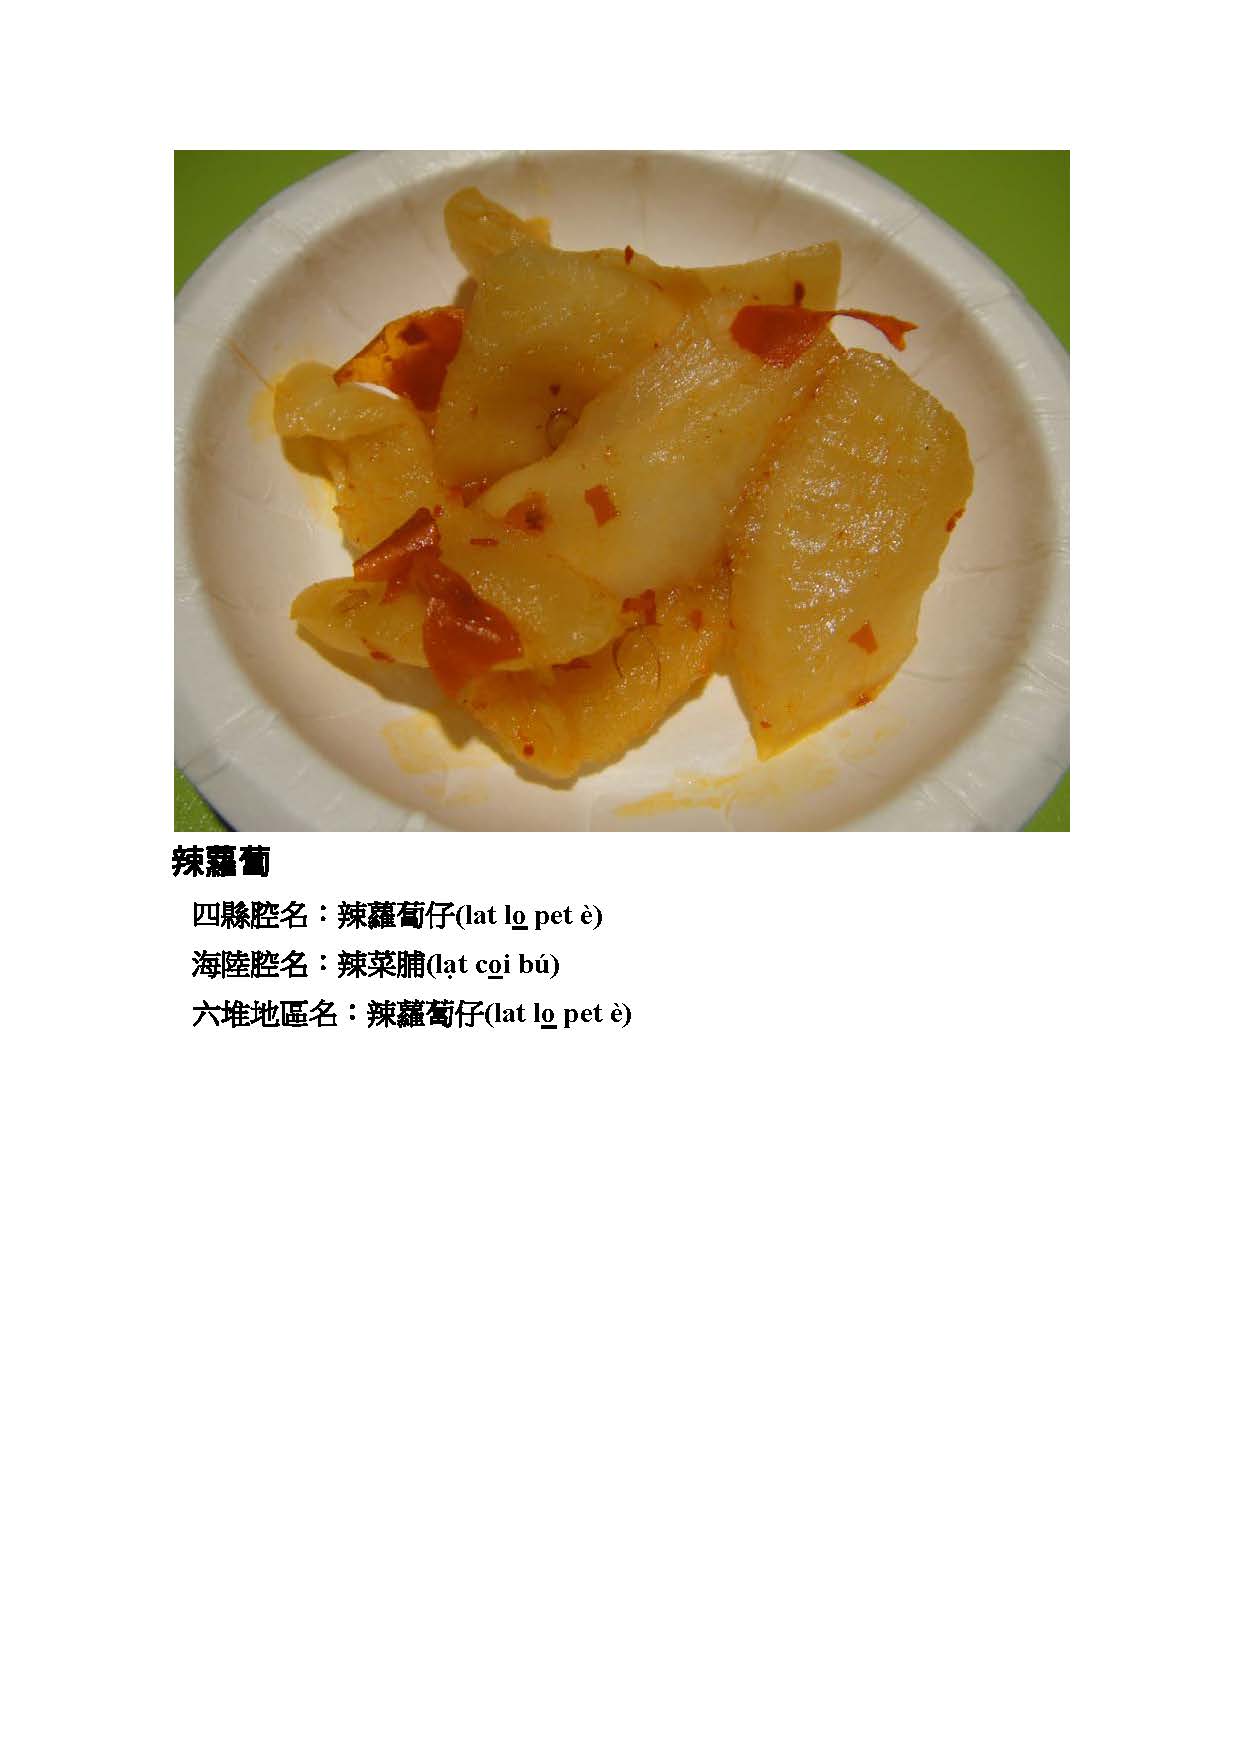 辣蘿蔔
四縣腔名：辣蘿蔔仔(lat lo̲ pet è)
海陸腔名：辣菜脯(lạt co̲i bú)
六堆地區名：辣蘿蔔仔(lat lo̲ pet è)